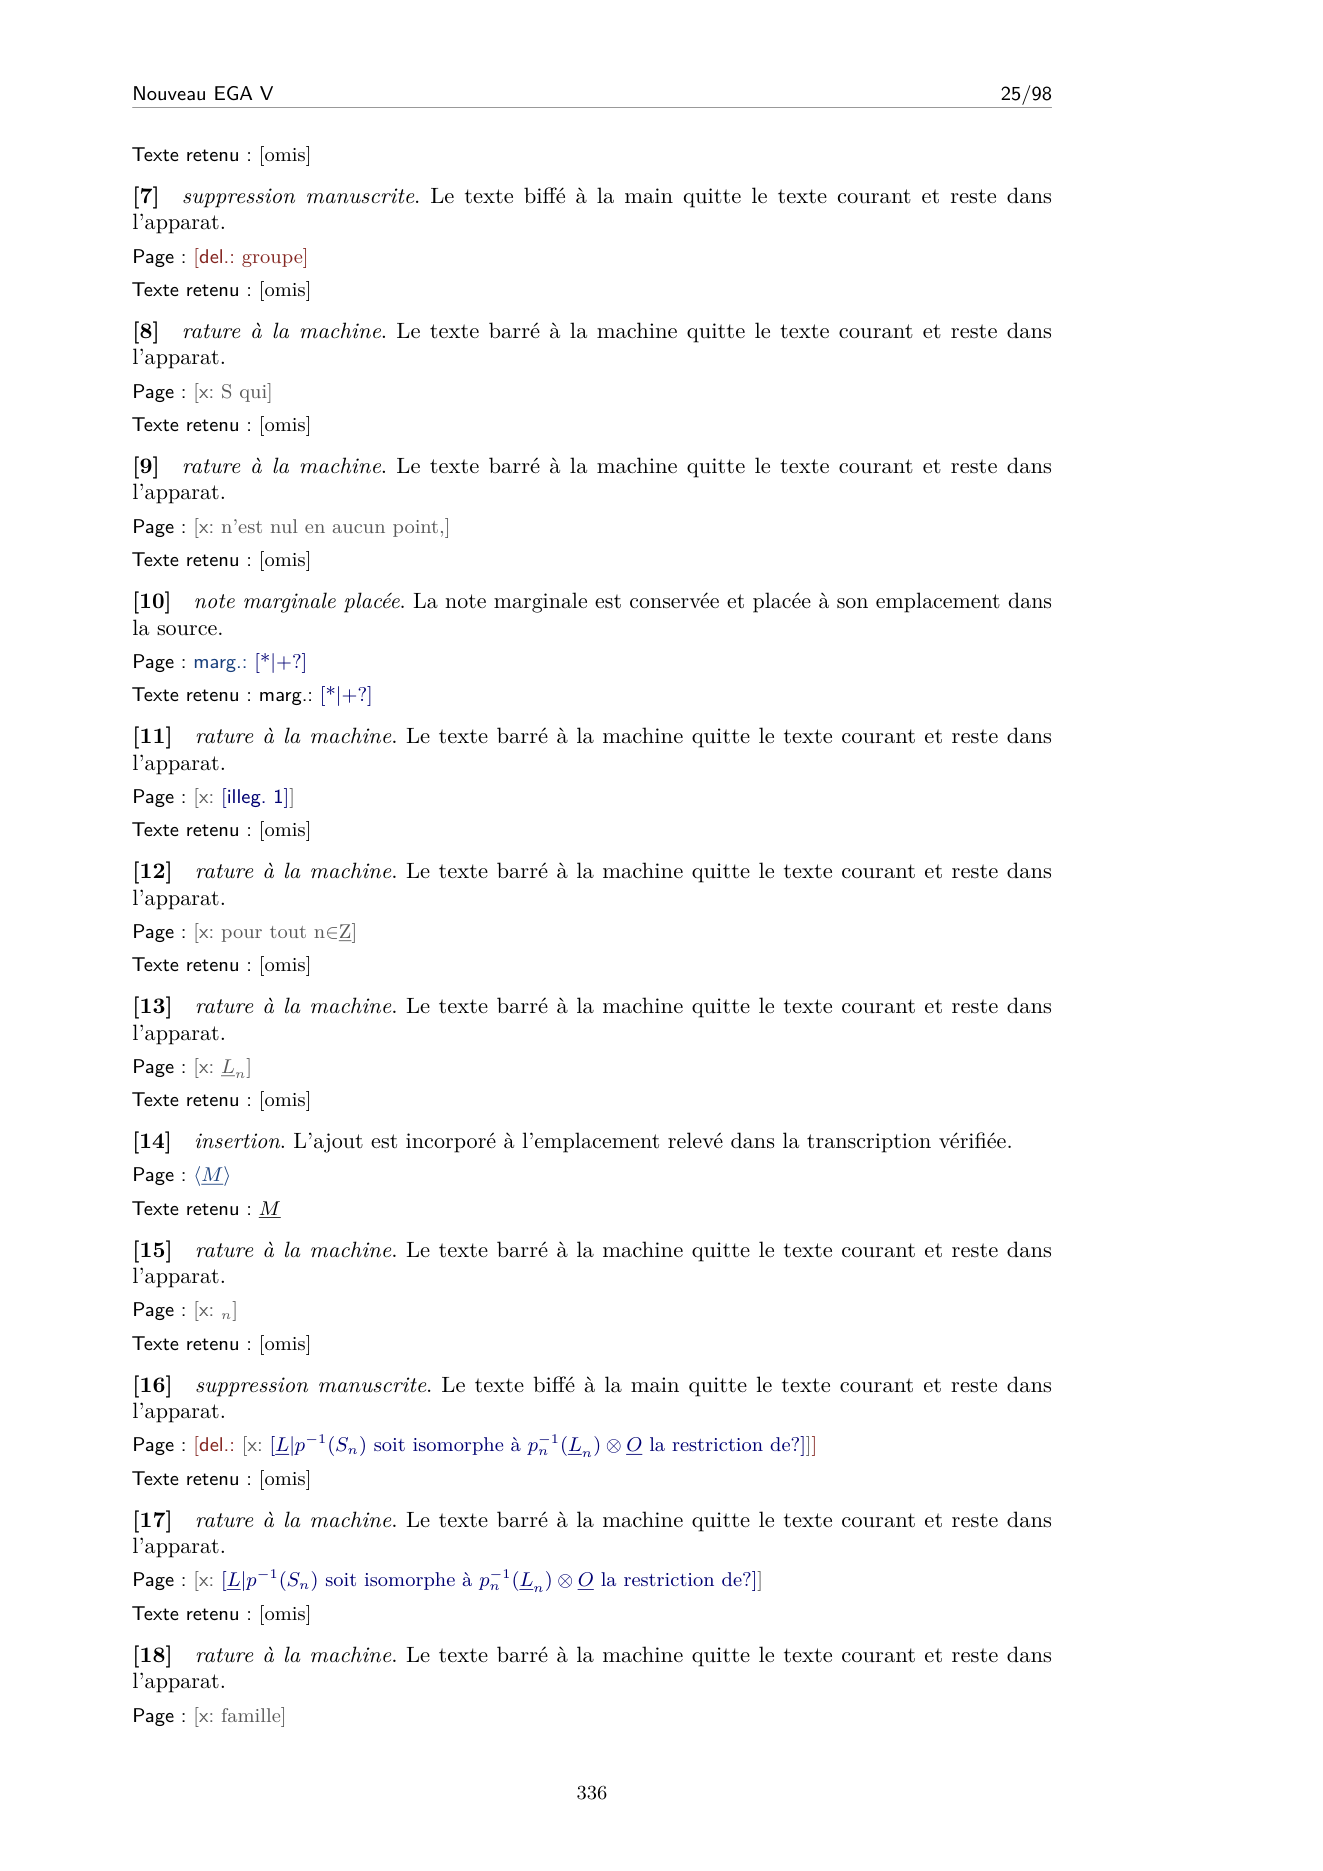 Nouveau EGA V 25/98
Texte retenu : [omis]
[7] suppression manuscrite. Le texte biffé à la main quitte le texte courant et reste dans
l'apparat.
Page : [del.: groupe]
Texte retenu : [omis]
[8] rature à la machine. Le texte barré à la machine quitte le texte courant et reste dans
l'apparat.
Page : [x: S qui]
Texte retenu : [omis]
[9] rature à la machine. Le texte barré à la machine quitte le texte courant et reste dans
l'apparat.
Page : [x: n'est nul en aucun point,]
Texte retenu : [omis]
[10] note marginale placée. La note marginale est conservée et placée à son emplacement dans
la source.
Page : marg.: [*|+?]
Texte retenu : marg.: [*|+?]
[11] rature à la machine. Le texte barré à la machine quitte le texte courant et reste dans
l'apparat.
Page : [x: [illeg. 1]]
Texte retenu : [omis]
[12] rature à la machine. Le texte barré à la machine quitte le texte courant et reste dans
l'apparat.
Page : [x: pour tout n∈Z]
Texte retenu : [omis]
[13] rature à la machine. Le texte barré à la machine quitte le texte courant et reste dans
l'apparat.
Page : [x: L_n]
Texte retenu : [omis]
[14] insertion. L'ajout est incorporé à l'emplacement relevé dans la transcription vérifiée.
Page : ⟨M⟩
Texte retenu : M
[15] rature à la machine. Le texte barré à la machine quitte le texte courant et reste dans
l'apparat.
Page : [x: _n]
Texte retenu : [omis]
[16] suppression manuscrite. Le texte biffé à la main quitte le texte courant et reste dans
l'apparat.
Page : [del.: [x: [L|p⁻¹(S_n) soit isomorphe à p_n⁻¹(L_n) ⊗ O la restriction de?]]]
Texte retenu : [omis]
[17] rature à la machine. Le texte barré à la machine quitte le texte courant et reste dans
l'apparat.
Page : [x: [L|p⁻¹(S_n) soit isomorphe à p_n⁻¹(L_n) ⊗ O la restriction de?]]
Texte retenu : [omis]
[18] rature à la machine. Le texte barré à la machine quitte le texte courant et reste dans
l'apparat.
Page : [x: famille]
336